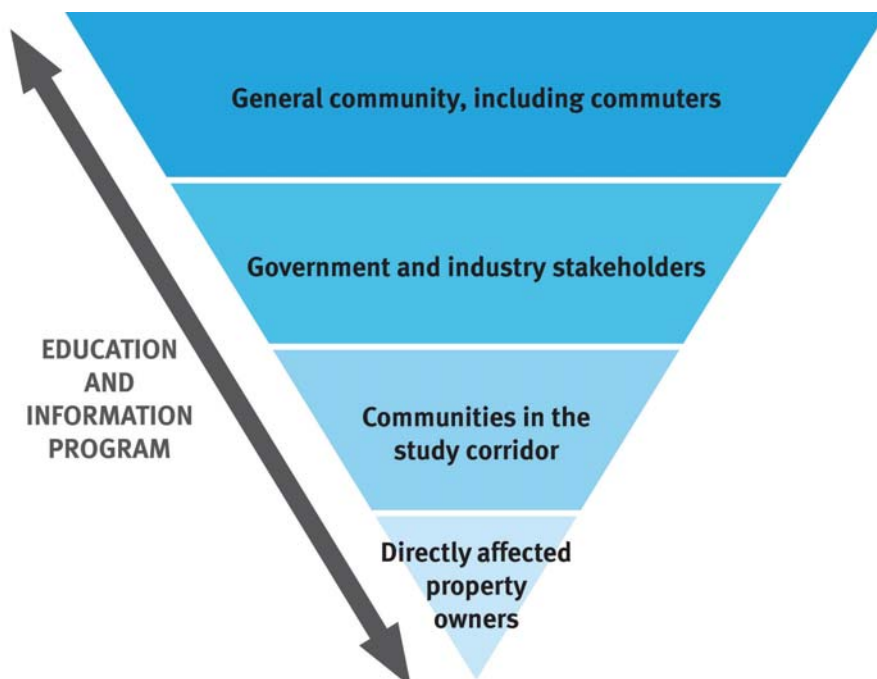 General community, including commuters
Government and industry stakeholders
EDUCATION
AND
INFORMATION
PROGRAM
Communities in the
study corridor
Directly affected
property
owners